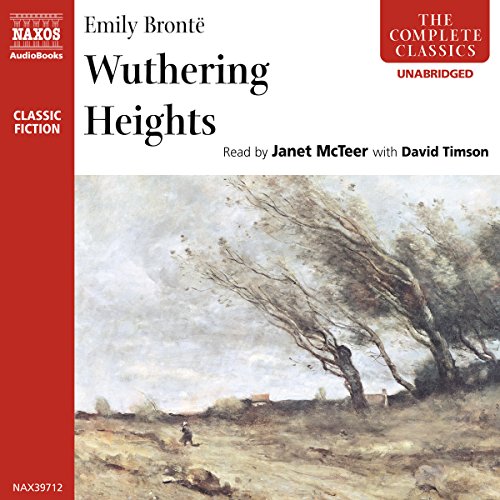 NAXOS
AudioBooks
CLASSIC
FICTION
Emily Brontë
Wuthering
Heights
Read by Janet McTeer with David Timson
THE
COMPLETE
CLASSICS
UNABRIDGED
NAX39712